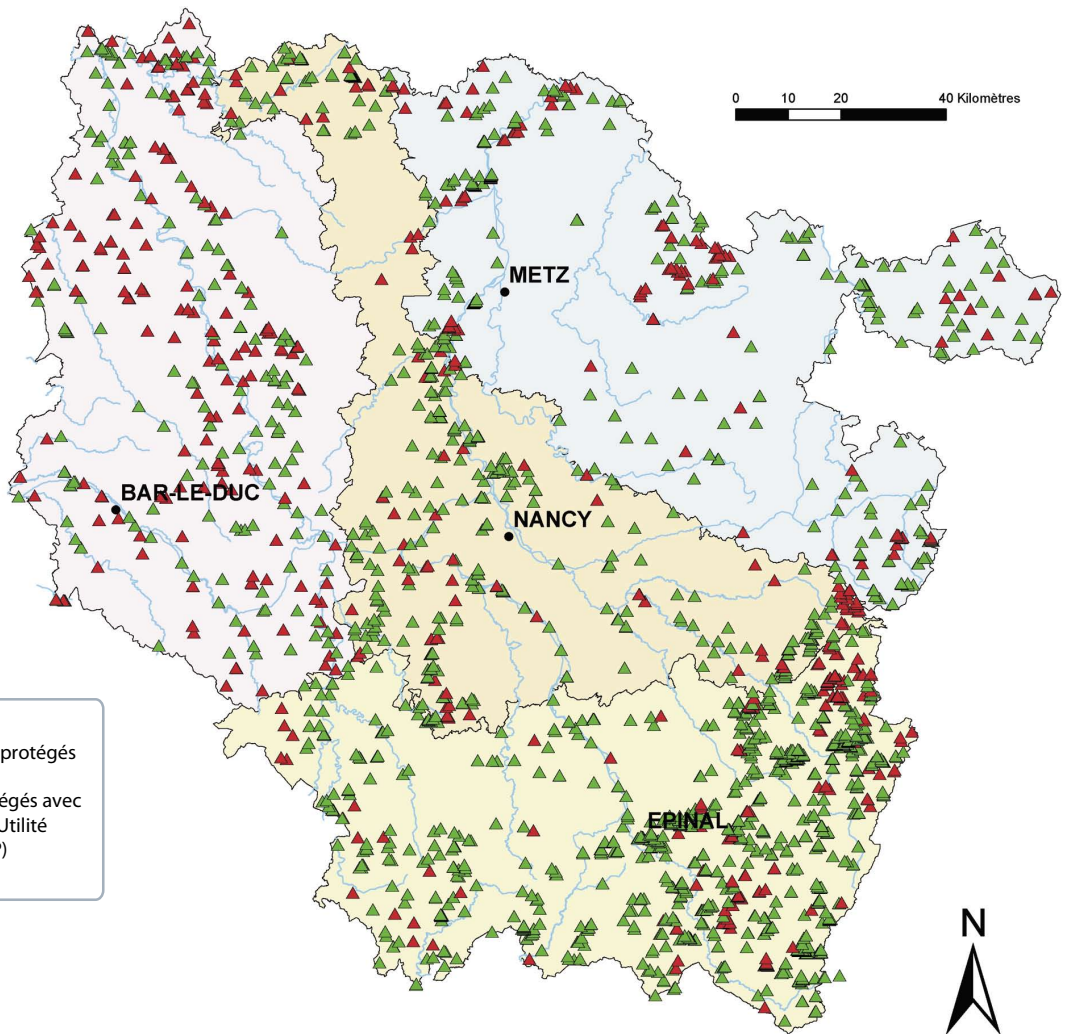 0 10 20 40 Kilomètres
METZ
BAR-LE-DUC
NANCY
protégés
égés avec
Utilité
)
EPINAL
N